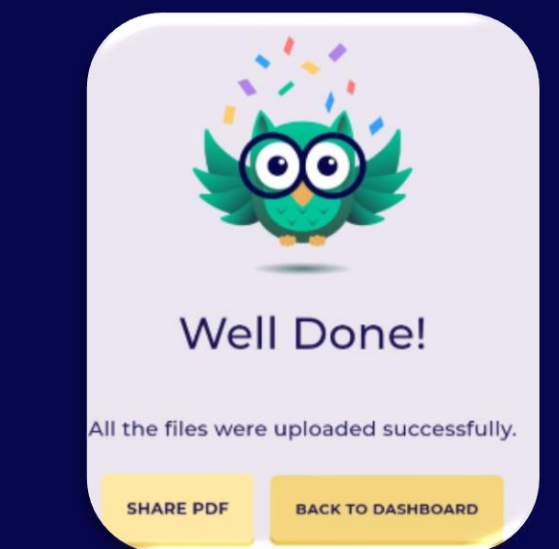 Well Done!
All the files were uploaded successfully.
SHARE PDF
BACK TO DASHBOARD